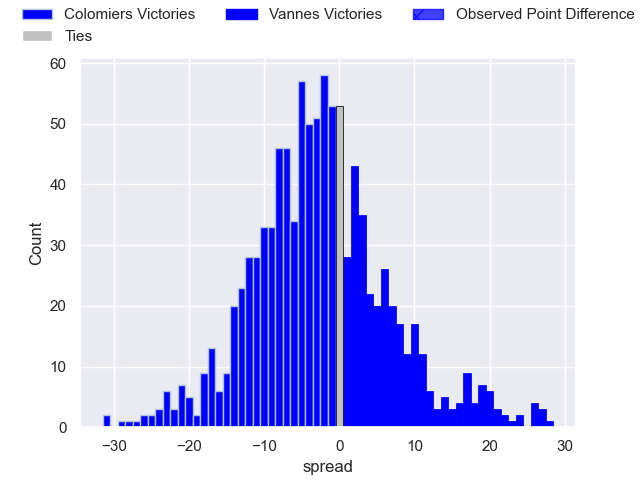 Colomiers Victories Vannes Victories Observed Point Difference
Ties
60
50
40
30
20
10
0
Count
−30 −20 −10 0 10 20 30
spread